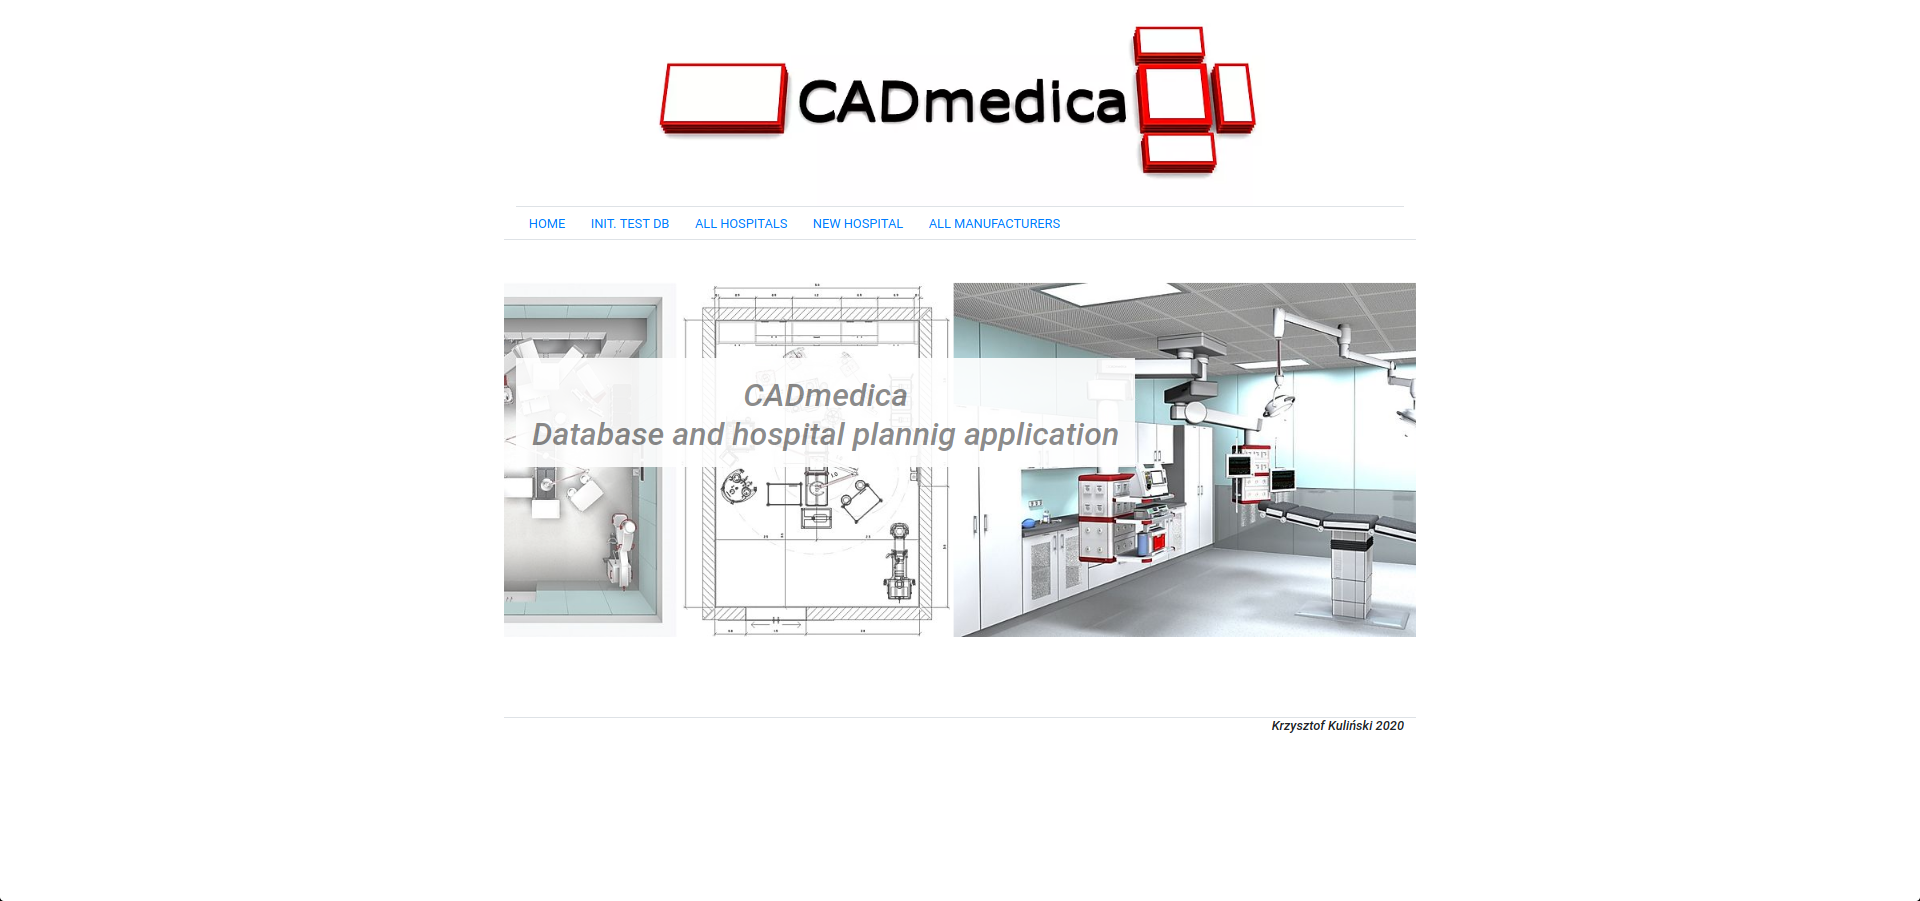 CADmedica
HOME INIT. TEST DB ALL HOSPITALS NEW HOSPITAL ALL MANUFACTURERS
CADmedica
Database and hospital plannig application
Krzysztof Kuliński 2020